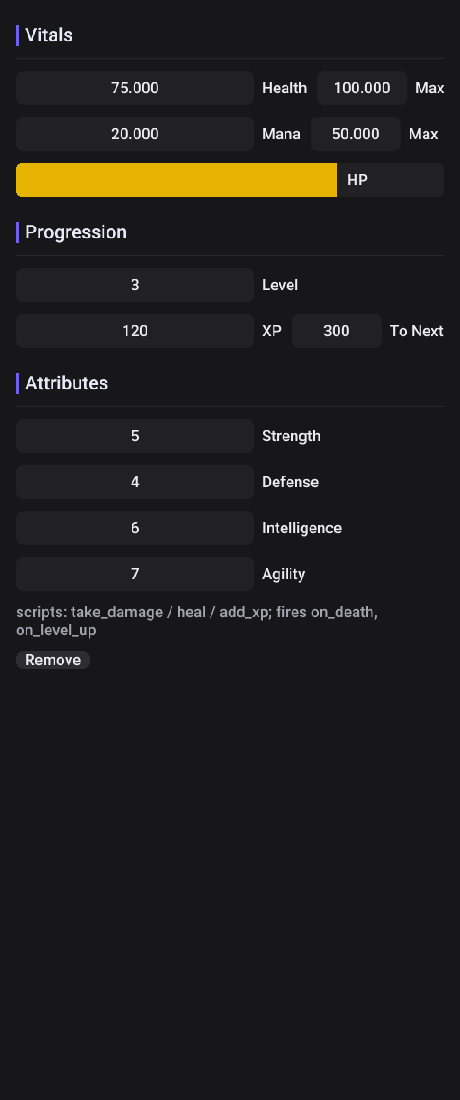 Vitals
75.000 Health 100.000 Max
20.000 Mana 50.000 Max
HP
Progression
3 Level
120 XP 300 To Next
Attributes
5 Strength
4 Defense
6 Intelligence
7 Agility
scripts: take_damage / heal / add_xp; fires on_death,
on_level_up
Remove